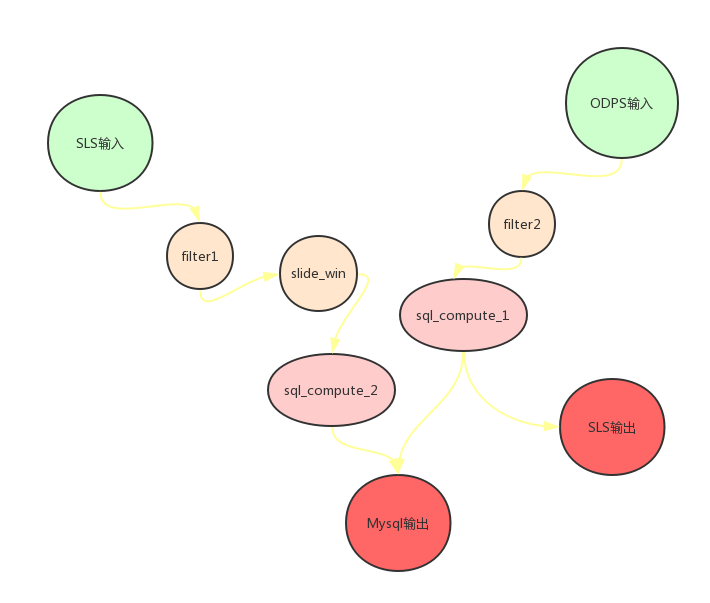 ODPS输入
SLS输入
filter2
filter1
slide_win
sql_compute_1
sql_compute_2
SLS输出
Mysql输出